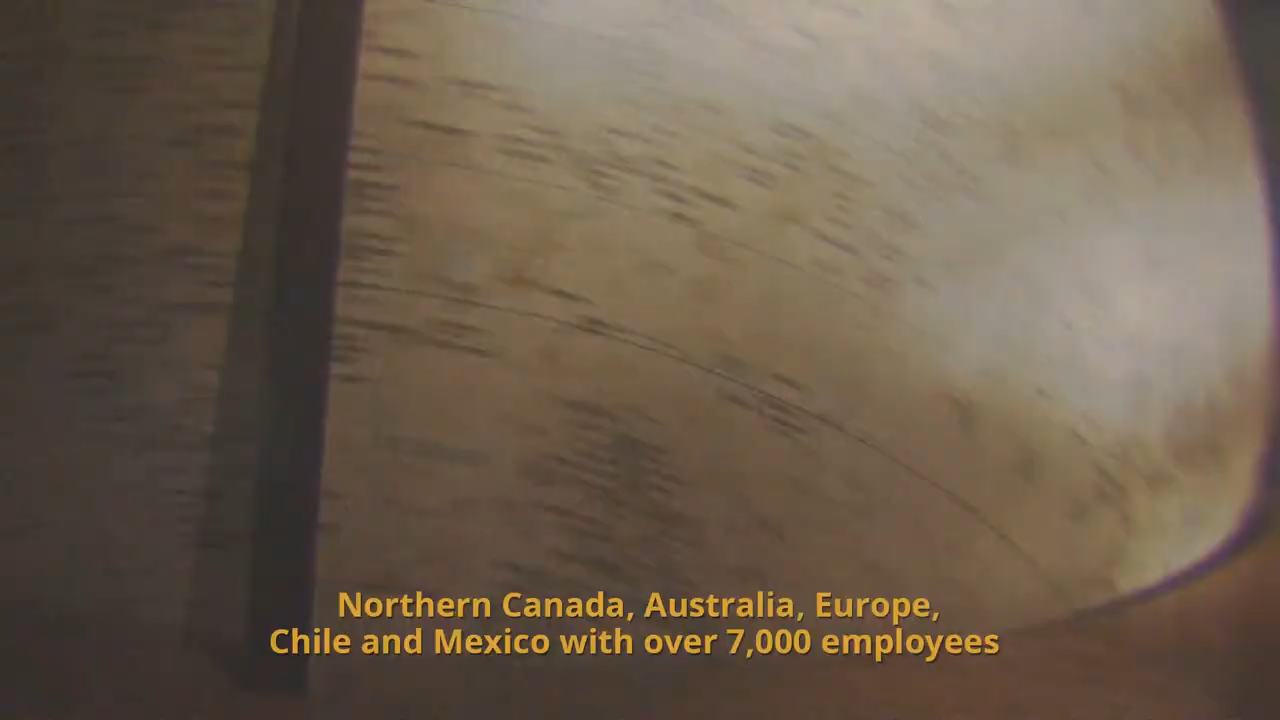 Northern Canada, Australia, Europe,
Chile and Mexico with over 7,000 employees